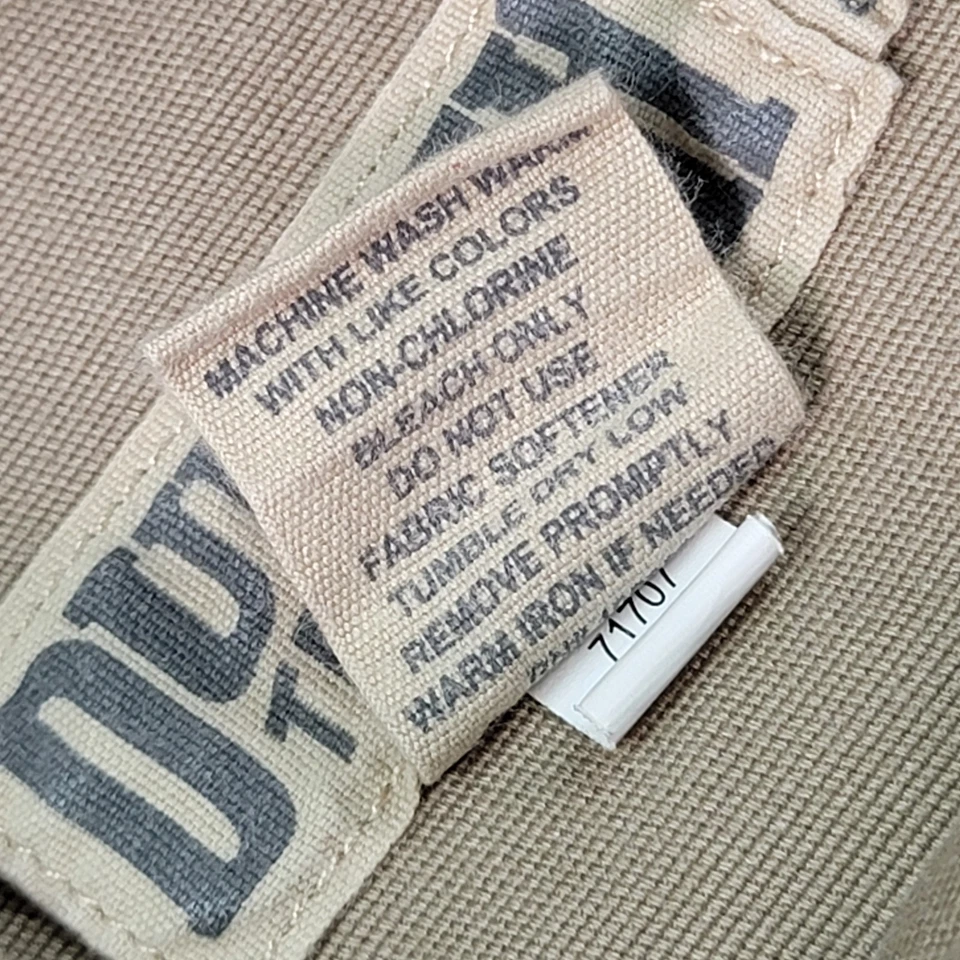 MACHINE WASH WARM
WITH LIKE COLORS
NON-CHLORINE
BLEACH ONLY
DO NOT USE
FABRIC SOFTENER
TUMBLE DRY LOW
REMOVE PROMPTLY
WARM IRON IF NEEDED
71707